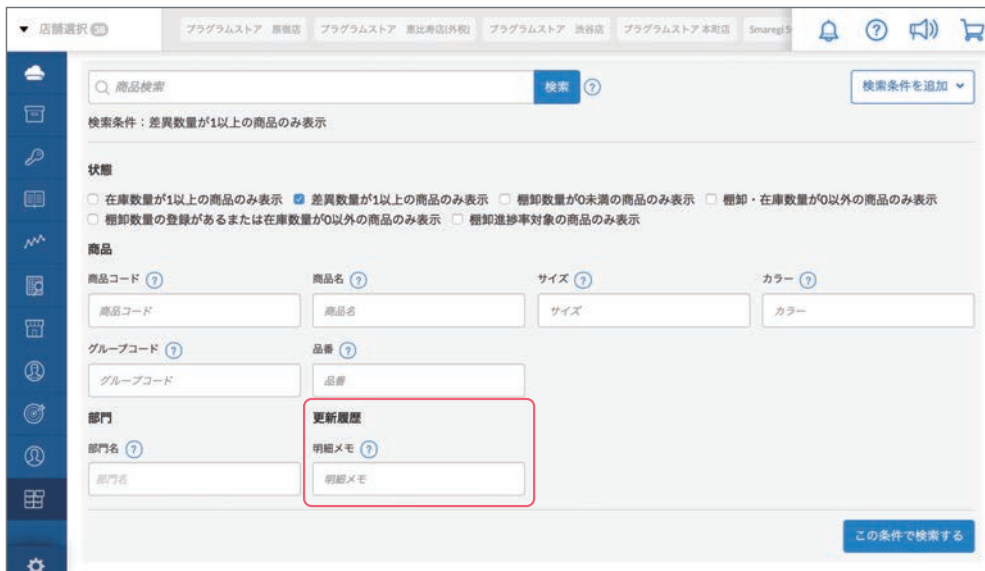 店舗選択 38 プラグラムストア 原宿店 プラグラムストア 恵比寿店(外税) プラグラムストア 渋谷店 プラグラムストア本町店 Smaregi
商品検索 検索 ? 検索条件を追加
検索条件：差異数量が1以上の商品のみ表示
状態
在庫数量が1以上の商品のみ表示 差異数量が1以上の商品のみ表示 棚卸数量が0未満の商品のみ表示 棚卸・在庫数量が0以外の商品のみ表示
棚卸数量の登録があるまたは在庫数量が0以外の商品のみ表示 棚卸進捗率対象の商品のみ表示
商品
商品コード ? 商品名 ? サイズ ? カラー ?
商品コード 商品名 サイズ カラー
グループコード ? 品番 ?
グループコード 品番
部門 更新履歴
部門名 ? 明細メモ ?
部門名 明細メモ
この条件で検索する